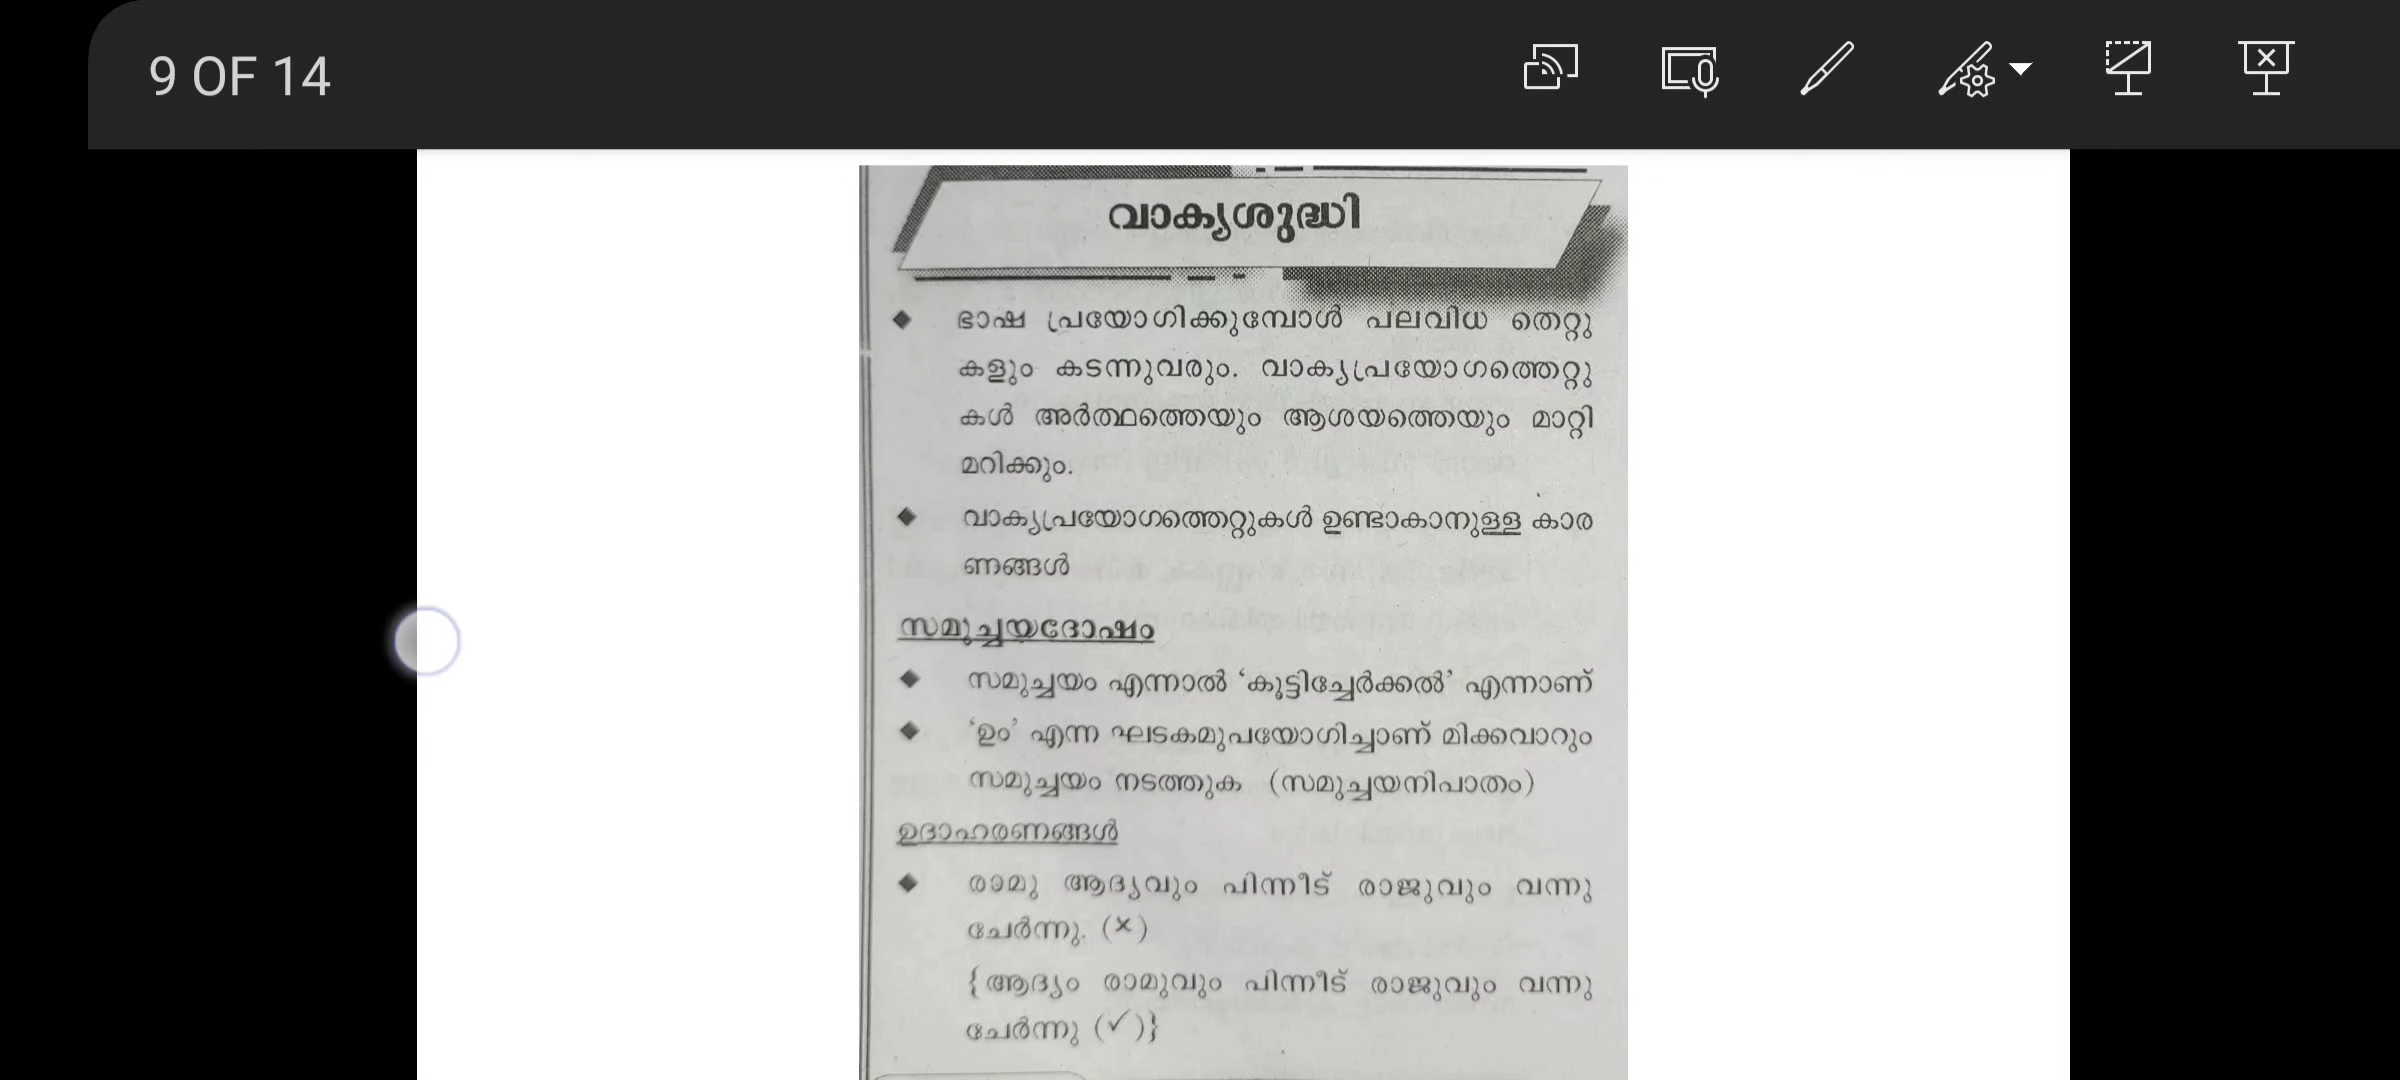 9 OF 14
വാക്യശുദ്ധി
◆ ഭാഷ പ്രയോഗിക്കുമ്പോൾ പലവിധ തെറ്റു
കളും കടന്നുവരും. വാക്യപ്രയോഗത്തെറ്റു
കൾ അർത്ഥത്തെയും ആശയത്തെയും മാറ്റി
മറിക്കും.
◆ വാക്യപ്രയോഗത്തെറ്റുകൾ ഉണ്ടാകാനുള്ള കാര
ണങ്ങൾ
സമുച്ചയദോഷം
◆ സമുച്ചയം എന്നാൽ ‘കൂട്ടിച്ചേർക്കൽ’ എന്നാണ്
◆ ‘ഉം’ എന്ന ഘടകമുപയോഗിച്ചാണ് മിക്കവാറും
സമുച്ചയം നടത്തുക (സമുച്ചയനിപാതം)
ഉദാഹരണങ്ങൾ
◆ രാമു ആദ്യവും പിന്നീട് രാജുവും വന്നു
ചേർന്നു. (×)
{ആദ്യം രാമുവും പിന്നീട് രാജുവും വന്നു
ചേർന്നു (✓)}